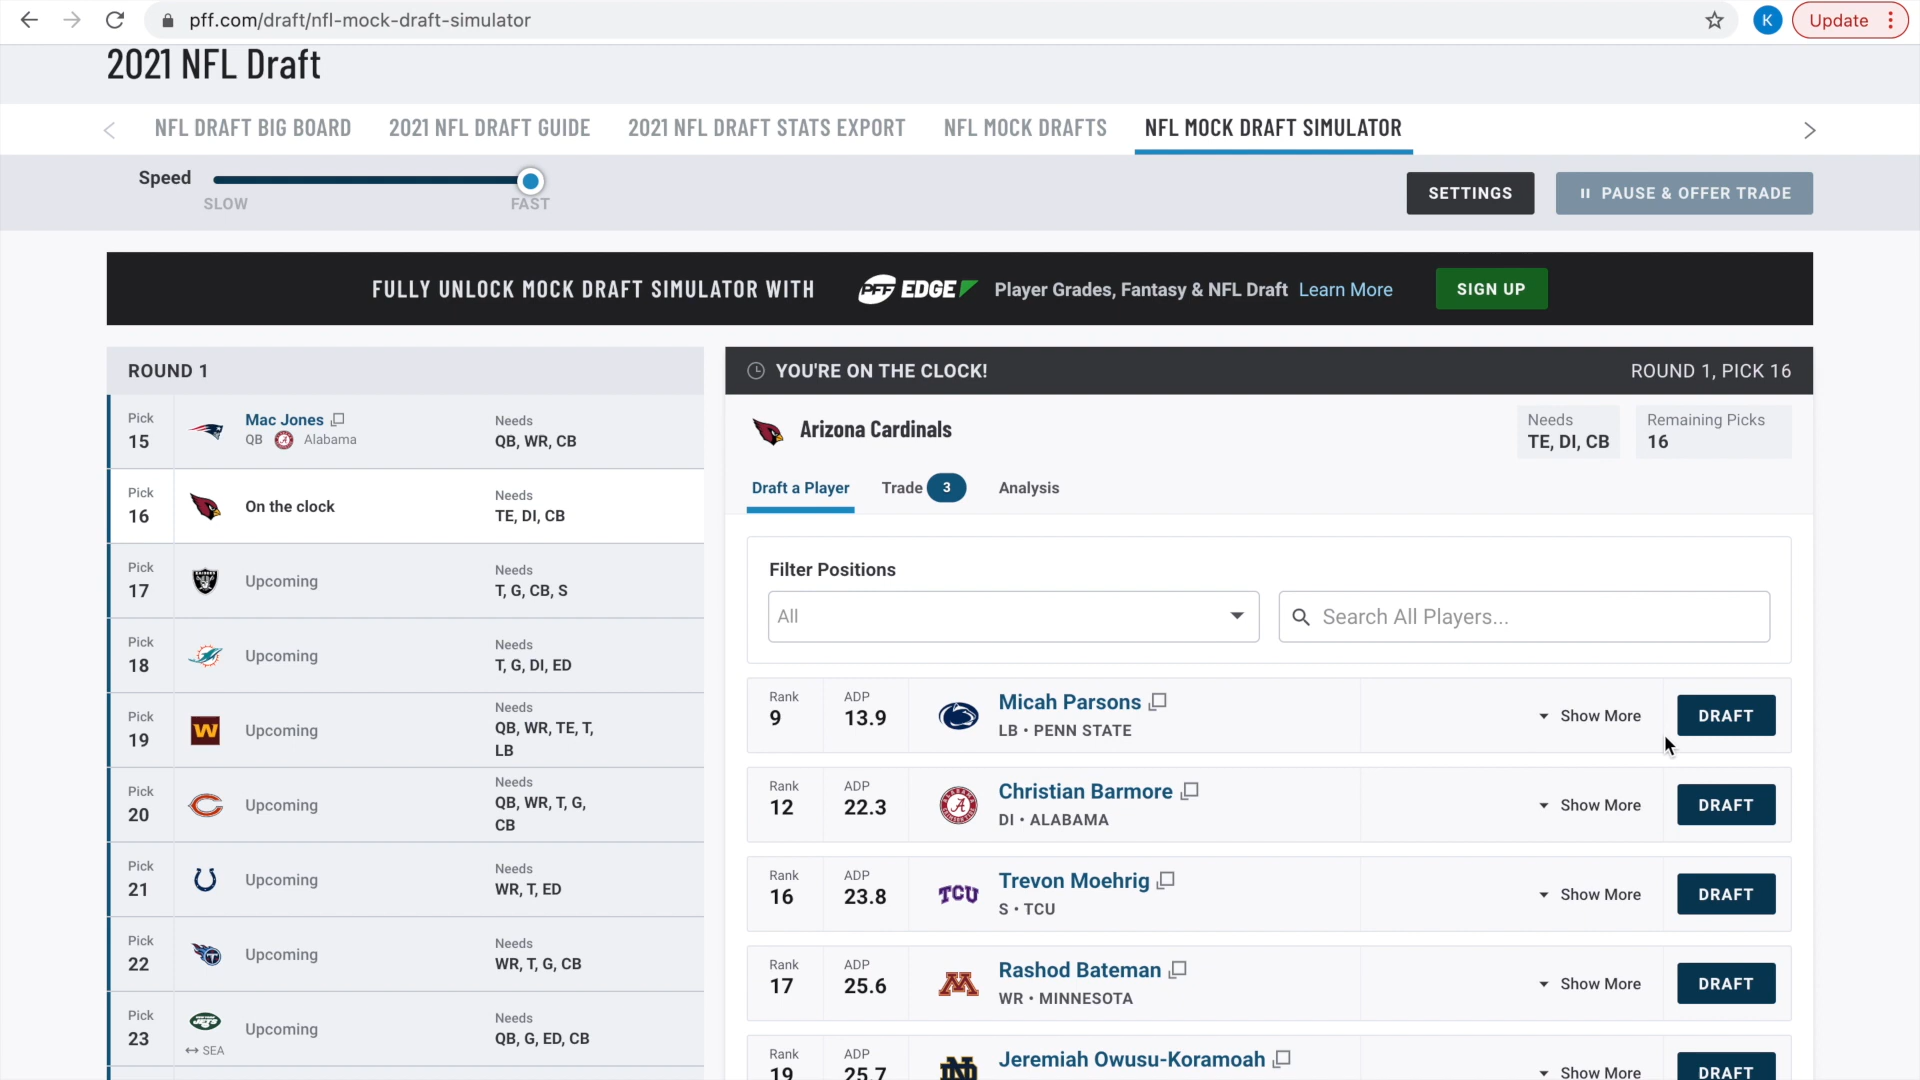 pff.com/draft/nfl-mock-draft-simulator
K
Update
2021 NFL Draft
NFL DRAFT BIG BOARD
2021 NFL DRAFT GUIDE
2021 NFL DRAFT STATS EXPORT
NFL MOCK DRAFTS
NFL MOCK DRAFT SIMULATOR
Speed
SLOW
FAST
SETTINGS
PAUSE & OFFER TRADE
FULLY UNLOCK MOCK DRAFT SIMULATOR WITH
PFF EDGE
Player Grades, Fantasy & NFL Draft Learn More
SIGN UP
ROUND 1
Pick
15
Mac Jones
QB A Alabama
Needs
QB, WR, CB
Pick
16
On the clock
Needs
TE, DI, CB
Pick
17
RAIDERS
Upcoming
Needs
T, G, CB, S
Pick
18
Upcoming
Needs
T, G, DI, ED
Pick
19
W
Upcoming
Needs
QB, WR, TE, T,
LB
Pick
20
C
Upcoming
Needs
QB, WR, T, G,
CB
Pick
21
Upcoming
Needs
WR, T, ED
Pick
22
T
Upcoming
Needs
WR, T, G, CB
Pick
23
JETS
SEA
Upcoming
Needs
QB, G, ED, CB
YOU'RE ON THE CLOCK!
ROUND 1, PICK 16
Arizona Cardinals
Needs
TE, DI, CB
Remaining Picks
16
Draft a Player
Trade 3
Analysis
Filter Positions
All
Search All Players...
Rank
9
ADP
13.9
Micah Parsons
LB • PENN STATE
Show More
DRAFT
Rank
12
ADP
22.3
A
Christian Barmore
DI • ALABAMA
Show More
DRAFT
Rank
16
ADP
23.8
TCU
Trevon Moehrig
S • TCU
Show More
DRAFT
Rank
17
ADP
25.6
M
Rashod Bateman
WR • MINNESOTA
Show More
DRAFT
Rank
19
ADP
25.7
ND
Jeremiah Owusu-Koramoah
Show More
DRAFT